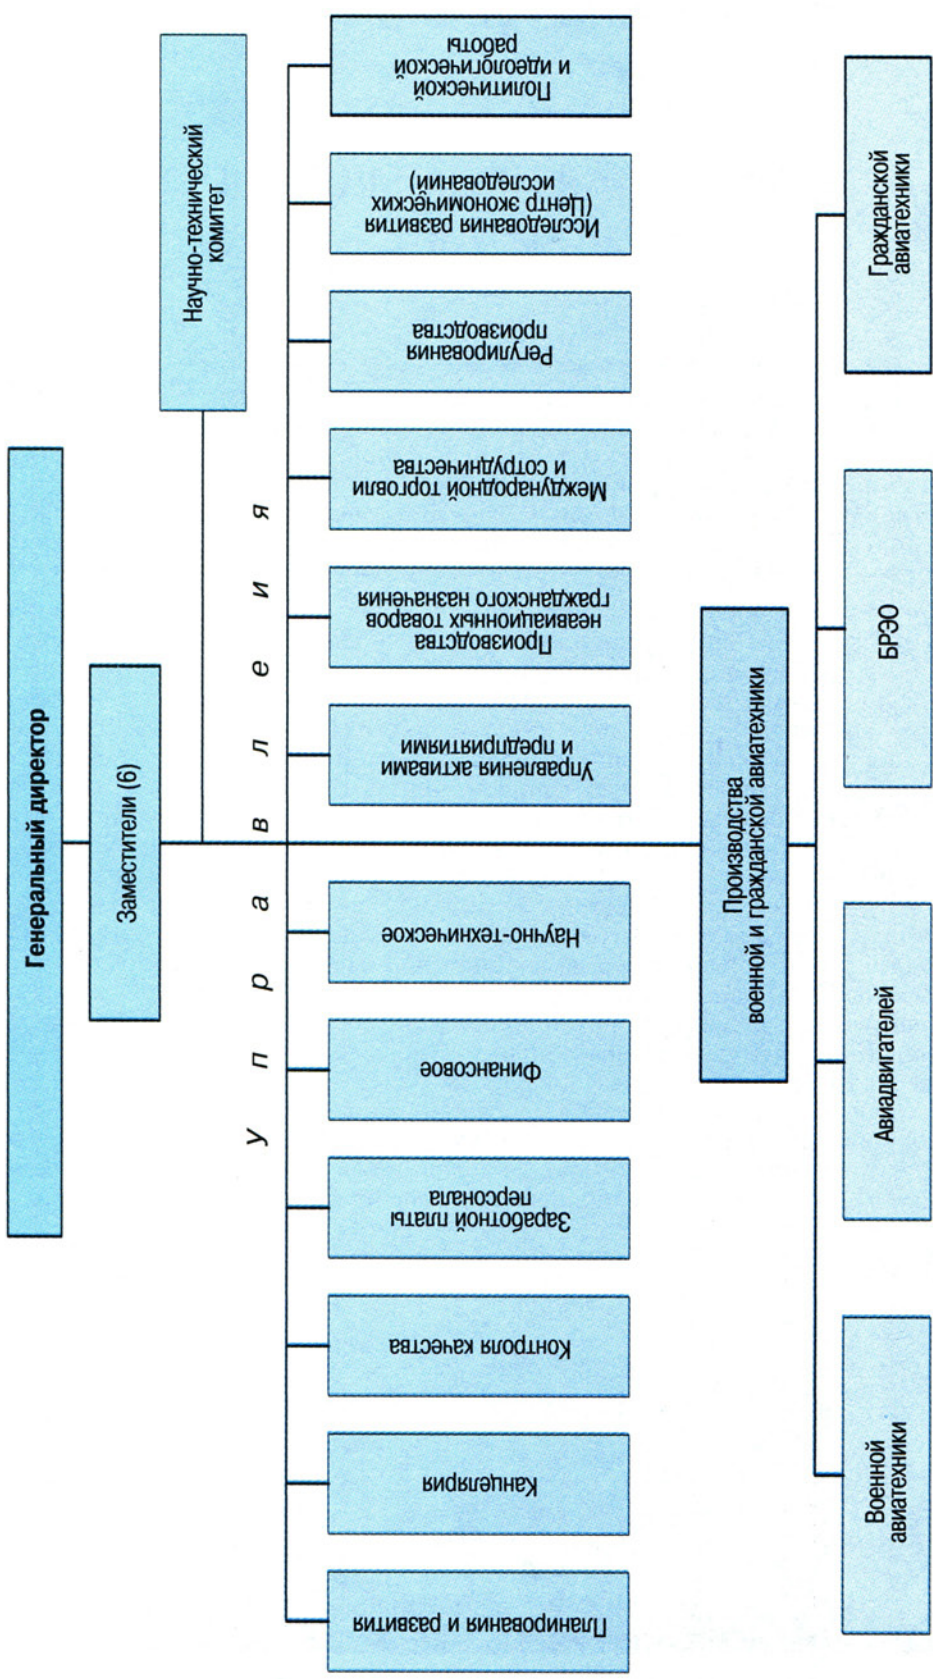 Генеральный директор
Заместители (6)
Научно-технический
комитет
Управлеия
Планирования и развития
Канцелярия
Контроля качества
Заработной платы
персонала
Финансовое
Научно-техническое
Управления активами
и предприятиями
Производства
неавиационных товаров
гражданского назначения
Международной торговли
и сотрудничества
Регулирования
производства
Исследования развития
(Центр экономических
исследований)
Политической
и идеологической
работы
Производства
военной и гражданской авиатехники
Военной
авиатехники
Авиадвигателей
БРЭО
Гражданской
авиатехники